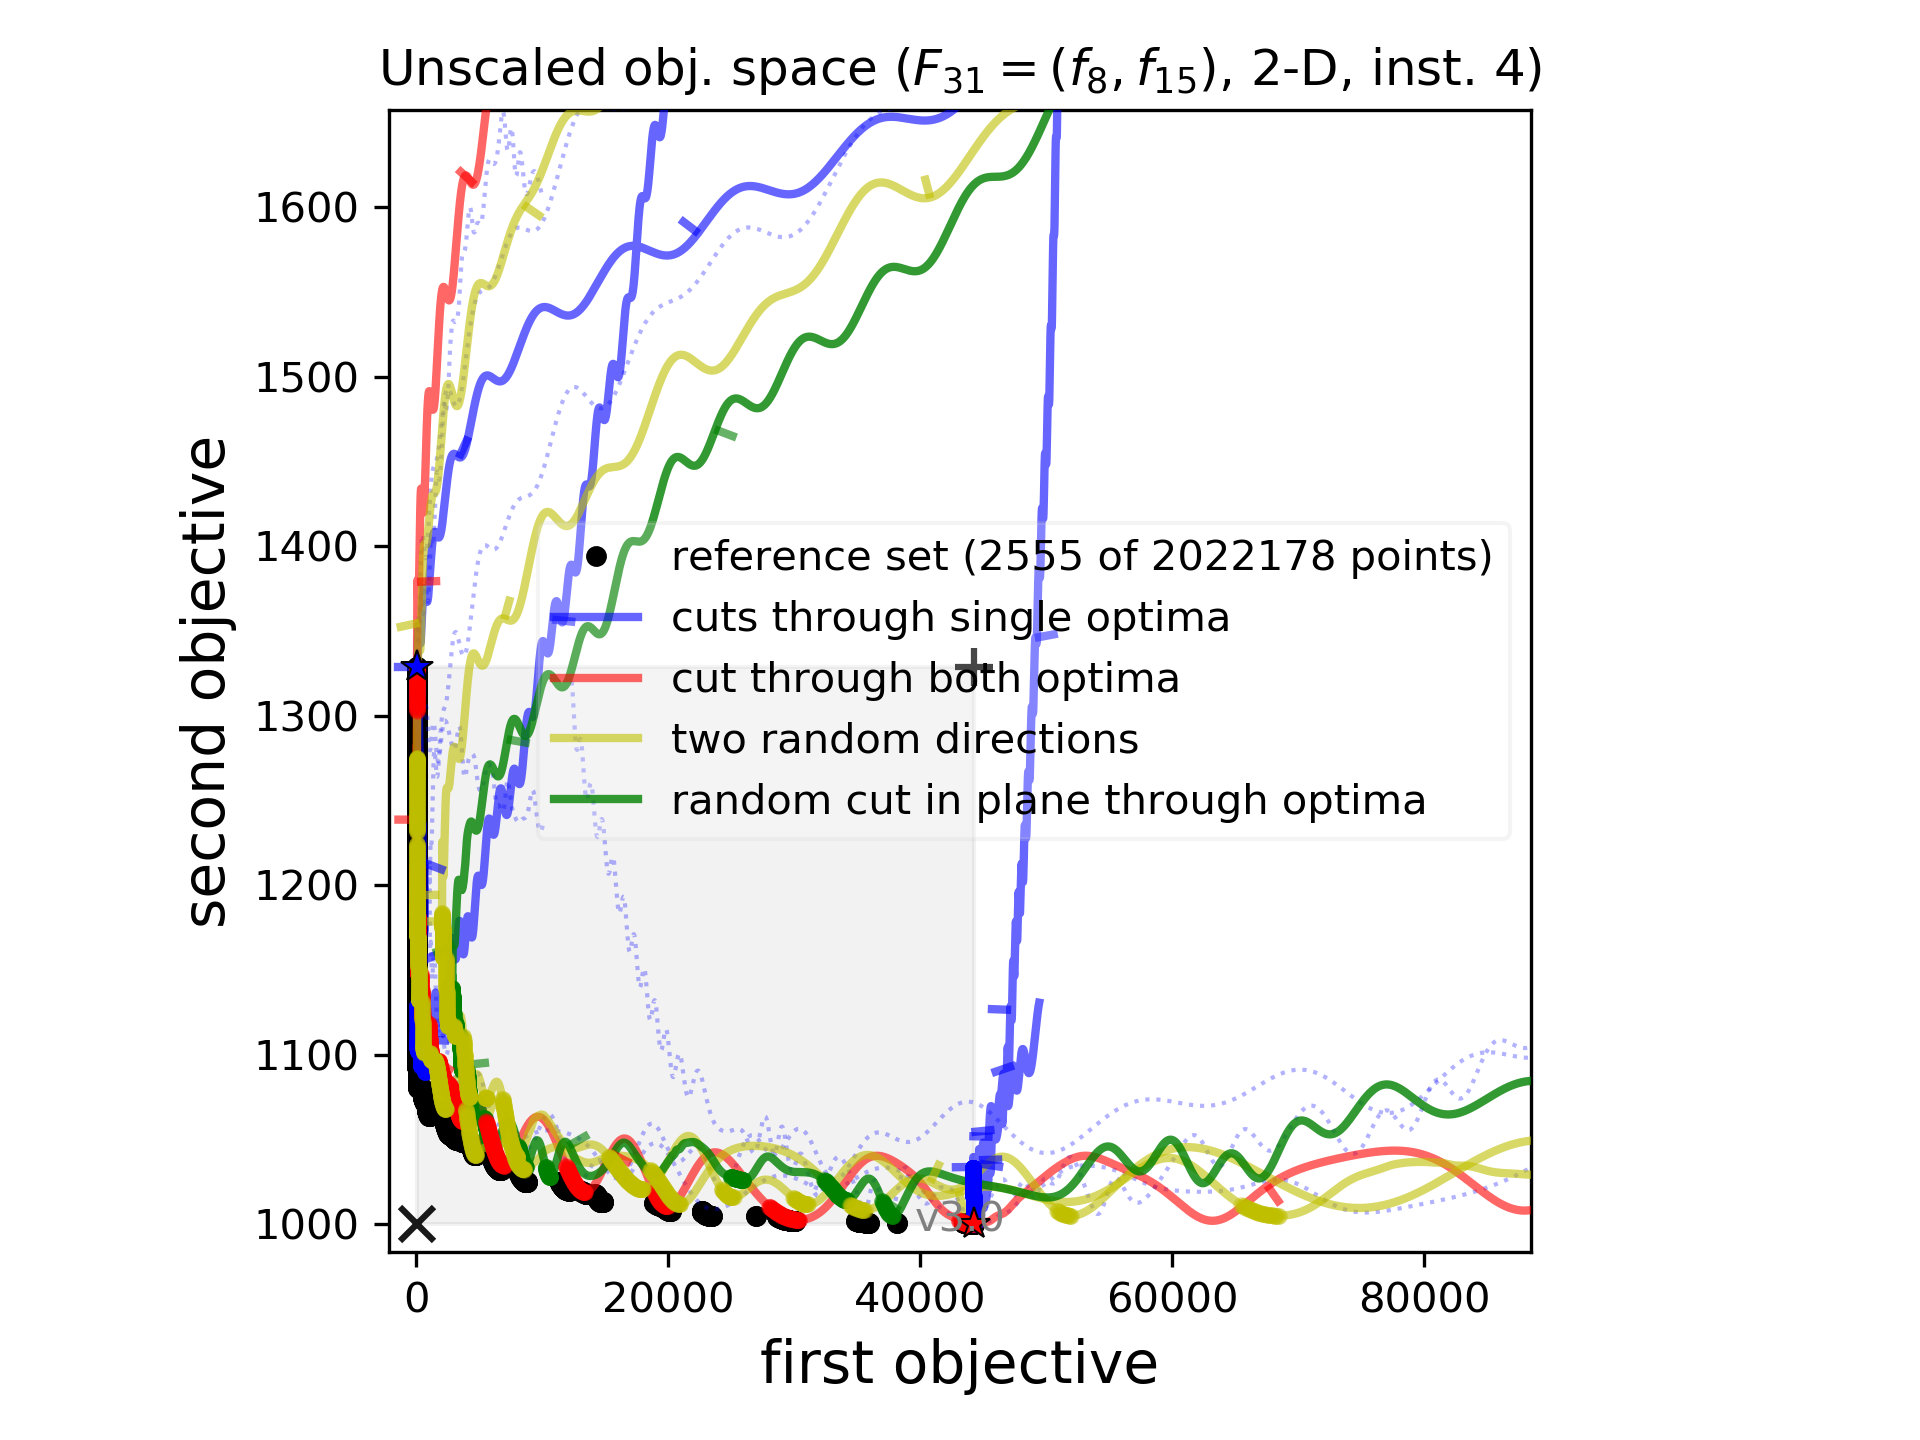 Unscaled obj. space (F31 = (f8, f15), 2-D, inst. 4)
second objective
1600
1500
1400
1300
1200
1100
1000
reference set (2555 of 2022178 points)
cuts through single optima
cut through both optima
two random directions
random cut in plane through optima
0
20000
40000
60000
80000
first objective